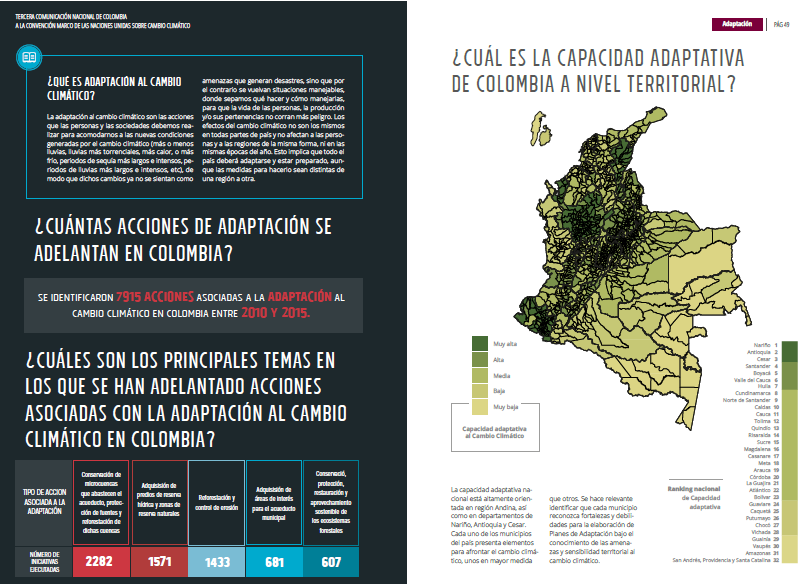 TERCERA COMUNICACIÓN NACIONAL DE COLOMBIA
A LA CONVENCIÓN MARCO DE LAS NACIONES UNIDAS SOBRE CAMBIO CLIMÁTICO
¿QUÉ ES ADAPTACIÓN AL CAMBIO
CLIMÁTICO?
La adaptación al cambio climático son las acciones
que las personas y las sociedades debemos rea-
lizar para acomodarnos a las nuevas condiciones
generadas por el cambio climático (más o menos
lluvias, lluvias más torrenciales, más calor, o más
frío, periodos de sequía más largos e intensos, pe-
riodos de lluvias más largos e intensos, etc), de
modo que dichos cambios ya no se sientan como
amenazas que generan desastres, sino que por
el contrario se vuelvan situaciones manejables,
donde sepamos qué hacer y cómo manejarlas,
para que la vida de las personas, la producción
y/o sus pertenencias no corran más peligro. Los
efectos del cambio climático no son los mismos
en todas partes de país y no afectan a las perso-
nas y a las regiones de la misma forma, ni en las
mismas épocas del año. Esto implica que todo el
país deberá adaptarse y estar preparado, aun-
que las medidas para hacerlo sean distintas de
una región a otra.
¿CUÁNTAS ACCIONES DE ADAPTACIÓN SE
ADELANTAN EN COLOMBIA?
SE IDENTIFICARON 7915 ACCIONES ASOCIADAS A LA ADAPTACIÓN AL
CAMBIO CLIMÁTICO EN COLOMBIA ENTRE 2010 Y 2015.
¿CUÁLES SON LOS PRINCIPALES TEMAS EN
LOS QUE SE HAN ADELANTADO ACCIONES
ASOCIADAS CON LA ADAPTACIÓN AL CAMBIO
CLIMÁTICO EN COLOMBIA?
TIPO DE ACCION
ASOCIADA A LA
ADAPTACIÓN
Conservación de
microcuencas
que abastecen el
acueducto, protec-
ción de fuentes y
reforestación de
dichas cuencas
Adquisición de
predios de reserva
hídrica y zonas de
reserva naturales
Reforestación y
control de erosión
Adquisición de
áreas de interés
para el acueducto
municipal
Conservación,
protección,
restauración y
aprovechamiento
sostenible de
los ecosistemas
forestales
NÚMERO DE
INICIATIVAS
EJECUTADAS
2282
1571
1433
681
607
Adaptación
PÁG 49
¿CUÁL ES LA CAPACIDAD ADAPTATIVA
DE COLOMBIA A NIVEL TERRITORIAL?
Muy alta
Alta
Media
Baja
Muy baja
Capacidad adaptativa
al Cambio Climático
La capacidad adaptativa na-
cional está altamente orien-
tada en región Andina, así
como en departamentos de
Nariño, Antioquia y Cesar.
Cada uno de los municipios
del país presenta elementos
para afrontar el cambio climá-
tico, unos en mayor medida
que otros. Se hace relevante
identificar que cada municipio
reconozca fortalezas y debili-
dades para la elaboración de
Planes de Adaptación bajo el
conocimiento de las amena-
zas y sensibilidad territorial al
cambio climático.
Ranking nacional
de Capacidad
adaptativa
Nariño 1
Antioquia 2
Cesar 3
Santander 4
Boyacá 5
Valle del Cauca 6
Huila 7
Cundinamarca 8
Norte de Santander 9
Caldas 10
Cauca 11
Tolima 12
Quindío 13
Risaralda 14
Sucre 15
Magdalena 16
Casanare 17
Meta 18
Arauca 19
Córdoba 20
La Guajira 21
Atlántico 22
Bolívar 23
Guaviare 24
Caquetá 25
Putumayo 26
Chocó 27
Vichada 28
Guainía 29
Vaupés 30
Amazonas 31
San Andrés, Providencia y Santa Catalina 32